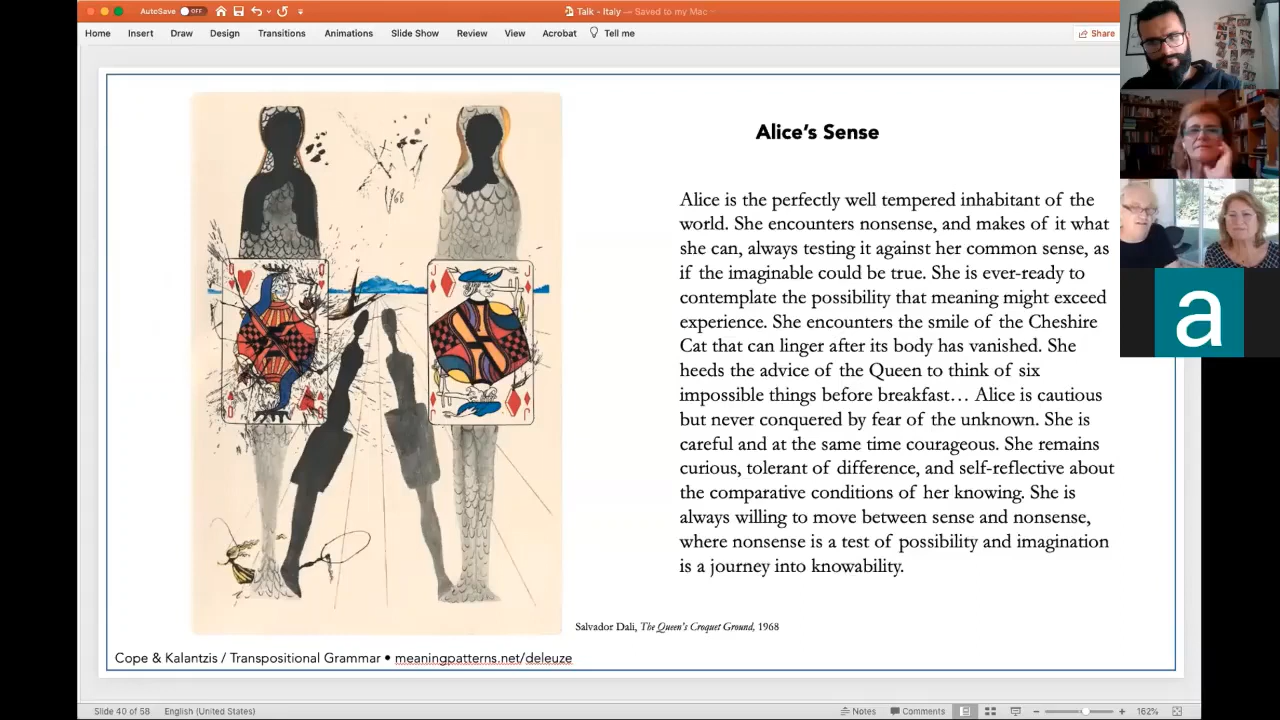 AutoSave OFF
Talk - Italy — Saved to my Mac
Home Insert Draw Design Transitions Animations Slide Show Review View Acrobat Tell me Share
Alice’s Sense
Alice is the perfectly well tempered inhabitant of the
world. She encounters nonsense, and makes of it what
she can, always testing it against her common sense, as
if the imaginable could be true. She is ever-ready to
contemplate the possibility that meaning might exceed
experience. She encounters the smile of the Cheshire
Cat that can linger after its body has vanished. She
heeds the advice of the Queen to think of six
impossible things before breakfast… Alice is cautious
but never conquered by fear of the unknown. She is
careful and at the same time courageous. She remains
curious, tolerant of difference, and self-reflective about
the comparative conditions of her knowing. She is
always willing to move between sense and nonsense,
where nonsense is a test of possibility and imagination
is a journey into knowability.
Salvador Dali, The Queen’s Croquet Ground, 1968
Cope & Kalantzis / Transpositional Grammar • meaningpatterns.net/deleuze
a
Slide 40 of 58 English (United States) Notes Comments 162%